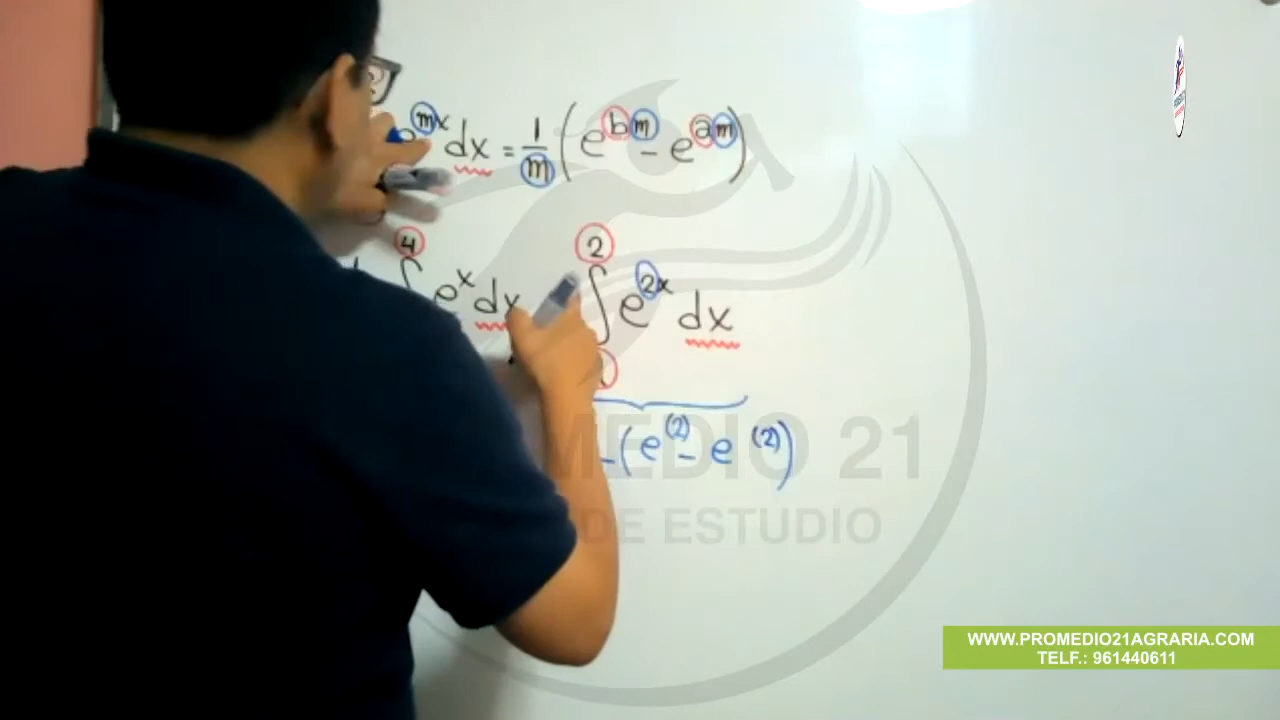 e^{mx} dx = \frac{1}{m} ( e^{bm} - e^{am} )
4 2
∫ e^x dx ∫ e^{2x} dx
- ( e^{(2)} - e^{(2)} )
MEDIO 21
DE ESTUDIO
WWW.PROMEDIO21AGRARIA.COM
TELF.: 961440611